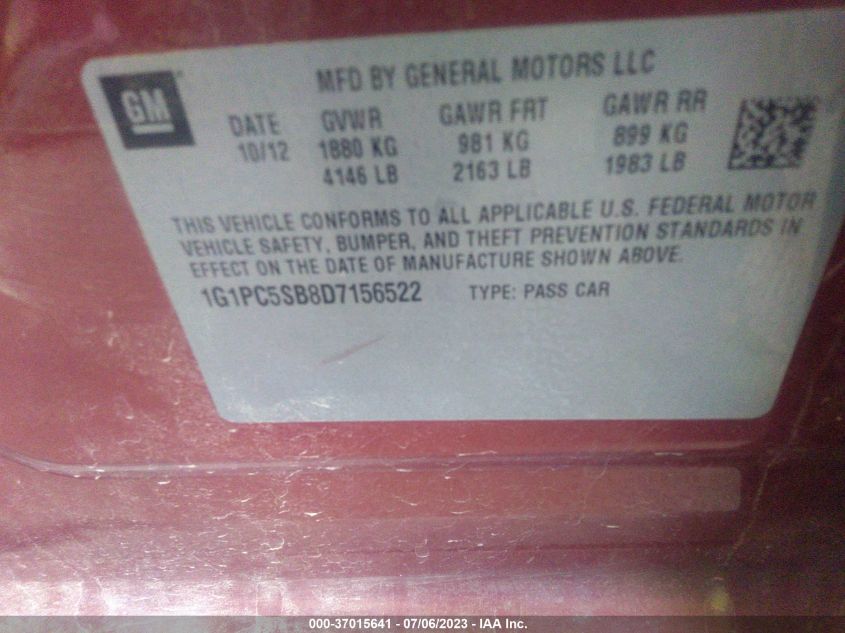 GM
MFD BY GENERAL MOTORS LLC
DATE GVWR GAWR FRT GAWR RR
10/12 1880 KG 981 KG 899 KG
4146 LB 2163 LB 1983 LB
THIS VEHICLE CONFORMS TO ALL APPLICABLE U.S. FEDERAL MOTOR
VEHICLE SAFETY, BUMPER, AND THEFT PREVENTION STANDARDS IN
EFFECT ON THE DATE OF MANUFACTURE SHOWN ABOVE.
1G1PC5SB8D7156522 TYPE: PASS CAR
000-37015641 - 07/06/2023 - IAA Inc.